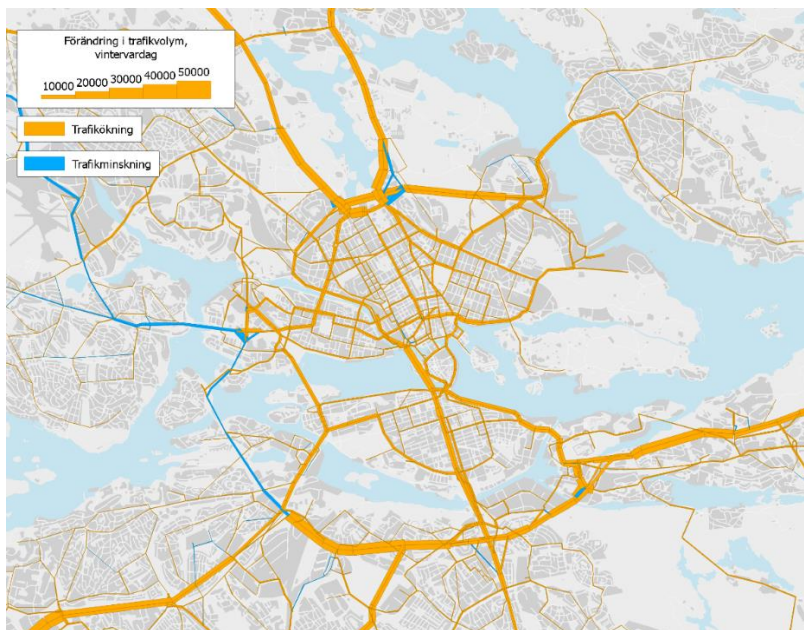 Förändring i trafikvolym,
vintervardag
10000 20000 30000 40000 50000
Trafikökning
Trafikminskning